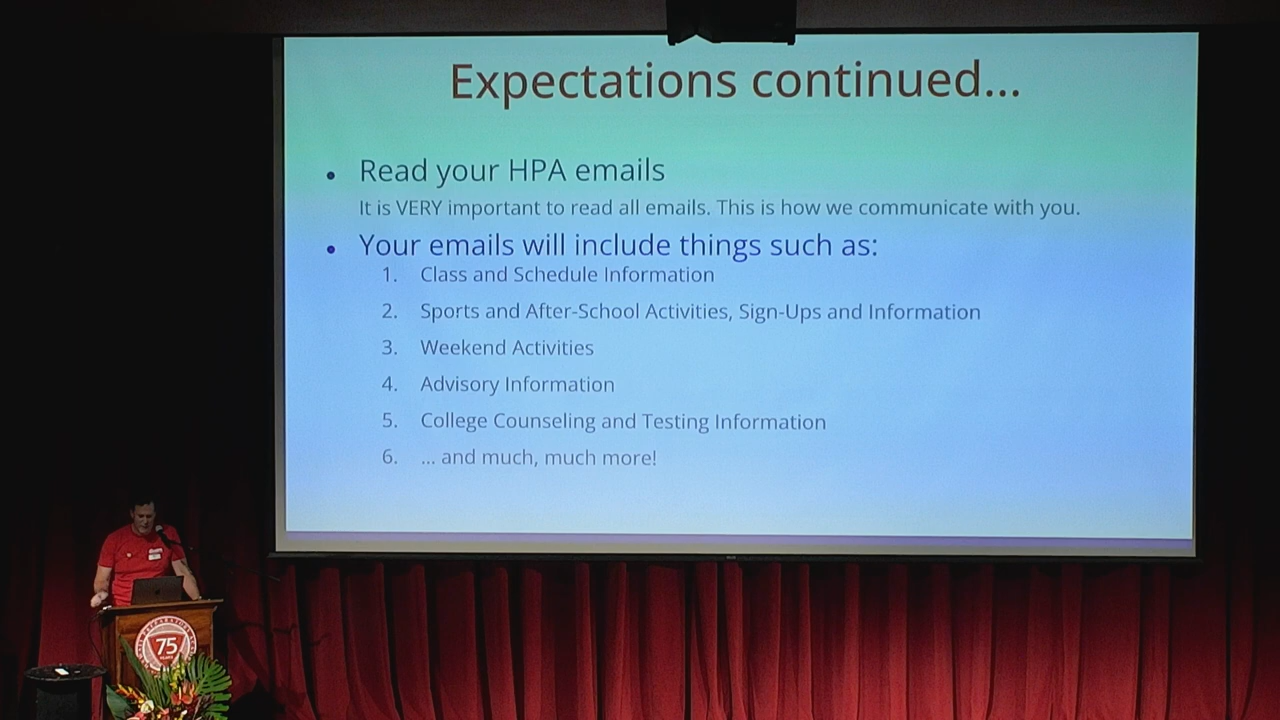 Expectations continued...
• Read your HPA emails
It is VERY important to read all emails. This is how we communicate with you.
• Your emails will include things such as:
1. Class and Schedule Information
2. Sports and After-School Activities, Sign-Ups and Information
3. Weekend Activities
4. Advisory Information
5. College Counseling and Testing Information
6. ... and much, much more!
75